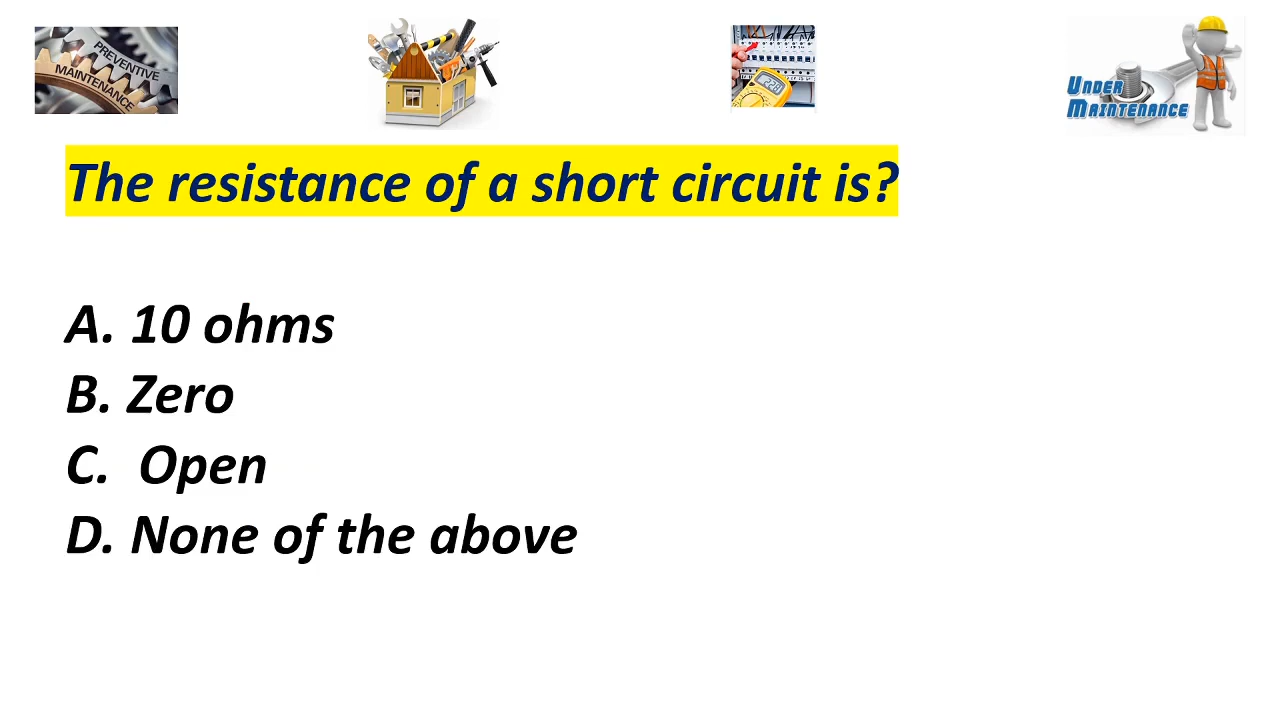 PREVENTIVE
MAINTENANCE
UNDER
MAINTENANCE
The resistance of a short circuit is?
A. 10 ohms
B. Zero
C. Open
D. None of the above